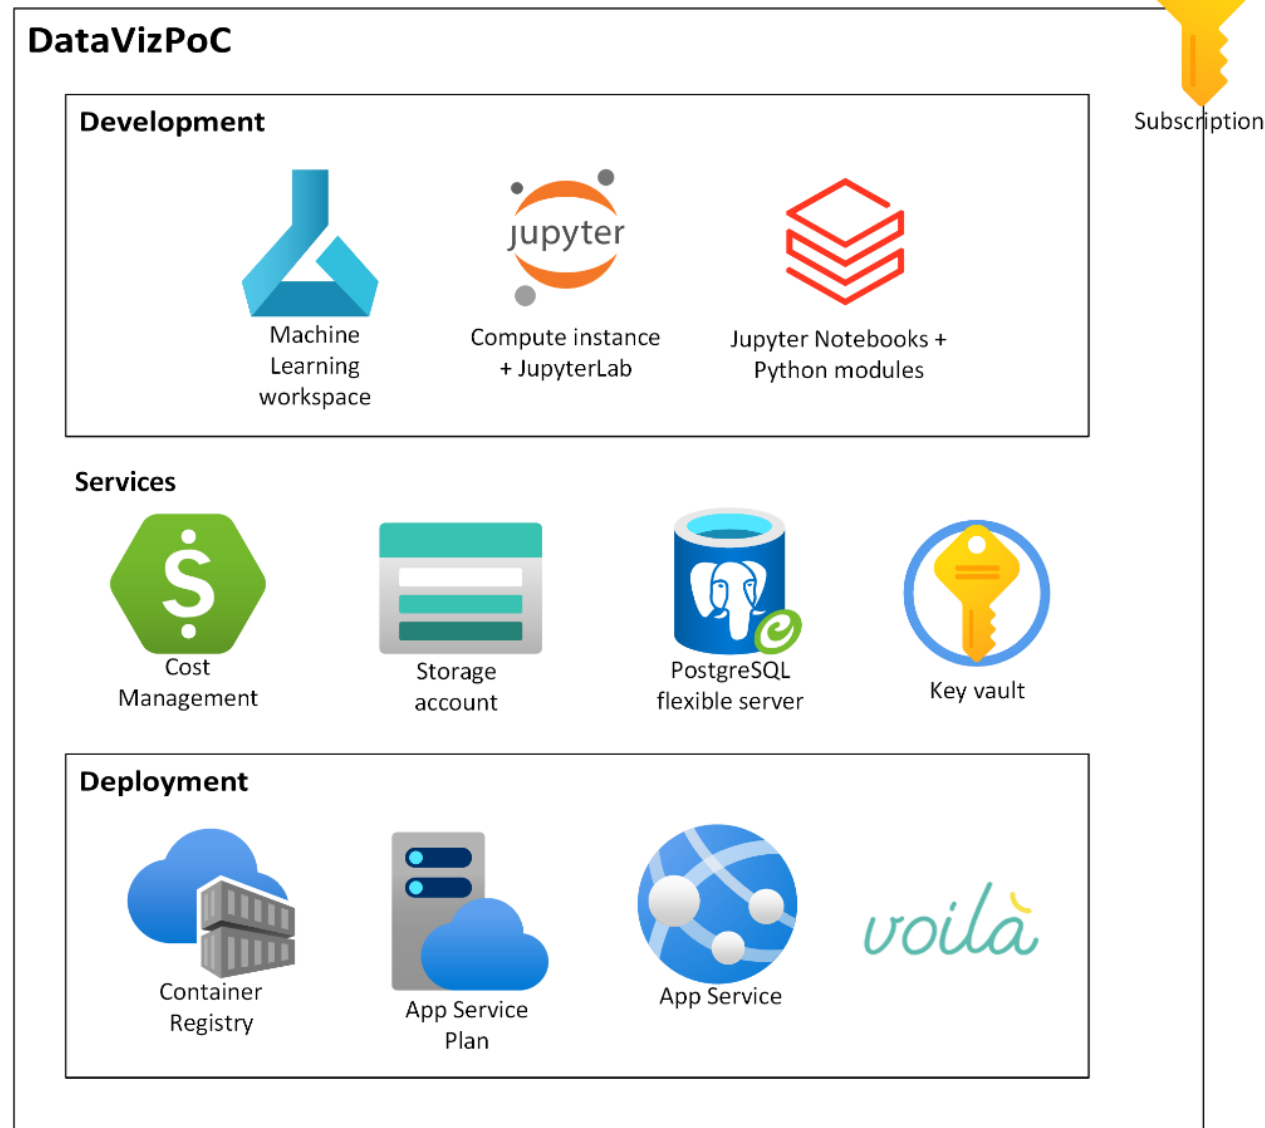 DataVizPoC
Subscription
Development
jupyter
Machine
Learning
workspace
Compute instance
+ JupyterLab
Jupyter Notebooks +
Python modules
Services
$
Cost
Management
Storage
account
PostgreSQL
flexible server
Key vault
Deployment
Container
Registry
App Service
Plan
App Service
voilà